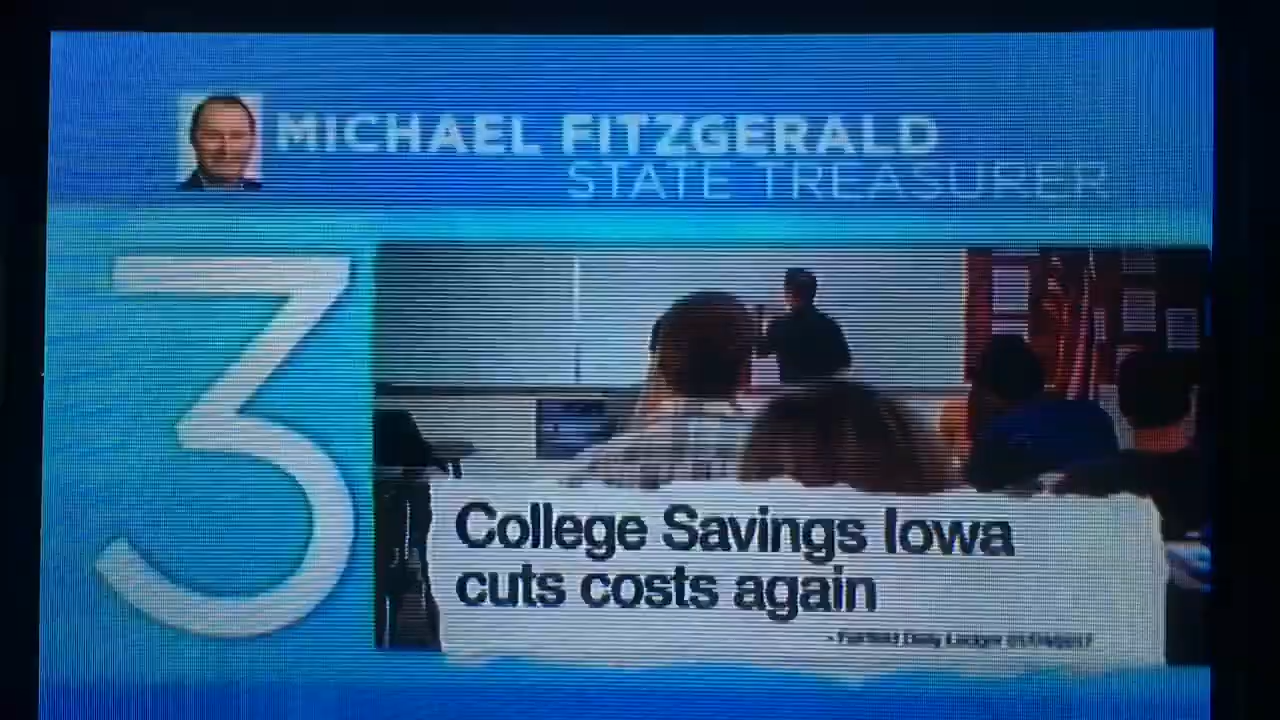 MICHAEL FITZGERALD
STATE TREASURER
3
College Savings Iowa
cuts costs again